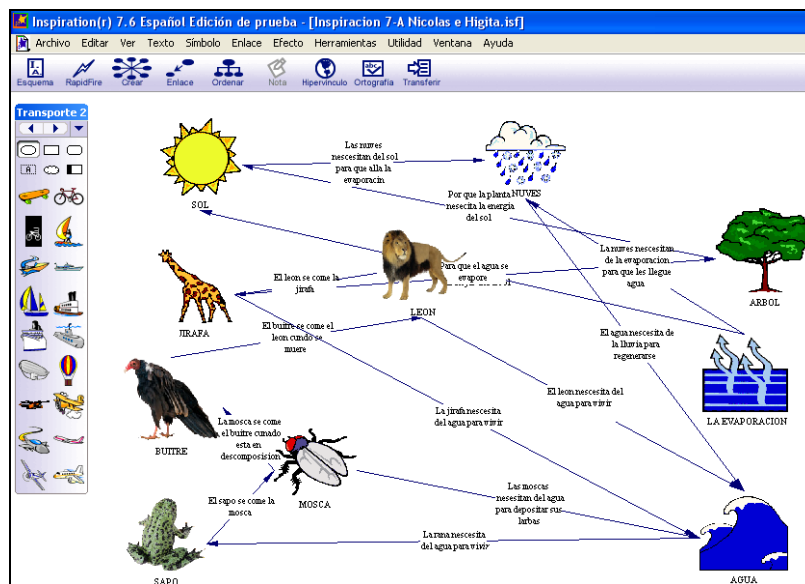 Inspiration(r) 7.6 Español Edición de prueba - [Inspiracion 7-A Nicolas e Higita.isf]
Archivo Editar Ver Texto Símbolo Enlace Efecto Herramientas Utilidad Ventana Ayuda
Esquema RapidFire Crear Enlace Ordenar Nota Hipervínculo Ortografía Transferir
Transporte 2
Las nuves
nescesitan del sol
para que alla la
evaporacin
SOL
NUVES
Por que la planta
nesecita la energia
del sol
ARBOL
La nuves nescesitan
de la evaporacion
para que les llegue
agua
Para que el agua se
evapore
El leon se come la
jirafa
LEON
JIRAFA
El buitre se come el
leon cundo se
muere
El agua necesita de
la lluvia para
regenerarse
LA EVAPORACION
El leon nescesita del
agua para vivir
La jirafa necesita
del agua para vivir
La mosca se come
el buitre cunado
esta en
descomposision
BUITRE
MOSCA
El sapo se come la
mosca
Las moscas
nesesitan del agua
para depositar sus
larbas
La rana necesita
del agua para vivir
SAPO
AGUA